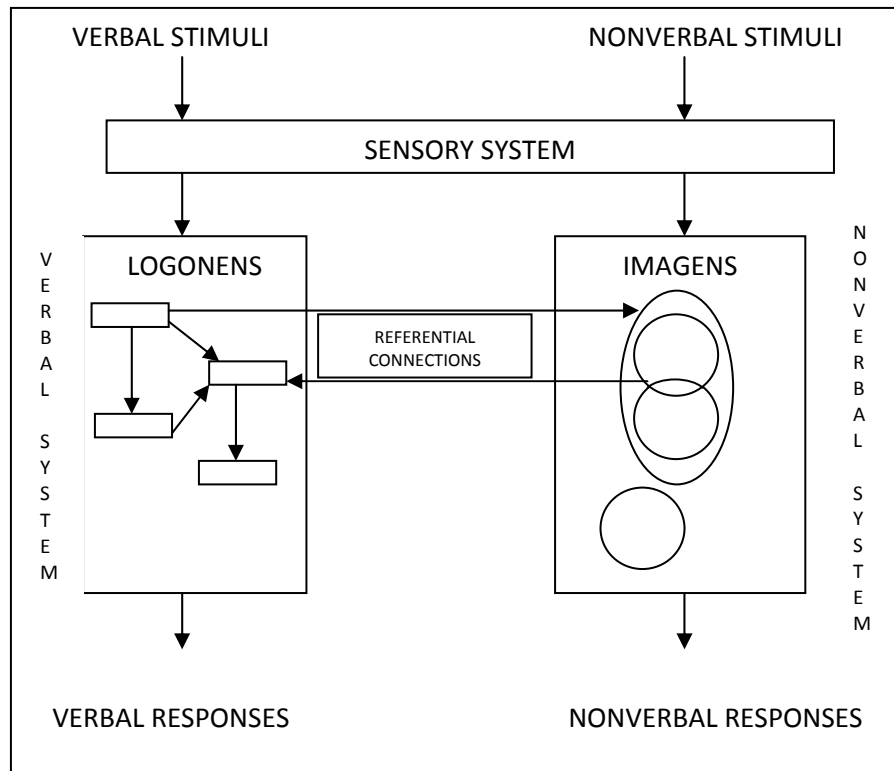 VERBAL STIMULI
NONVERBAL STIMULI
SENSORY SYSTEM
VERBAL SYSTEM
LOGONENS
IMAGENS
NONVERBAL SYSTEM
REFERENTIAL
CONNECTIONS
VERBAL RESPONSES
NONVERBAL RESPONSES